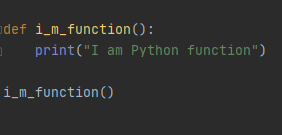 def i_m_function():
    print("I am Python function")
i_m_function()